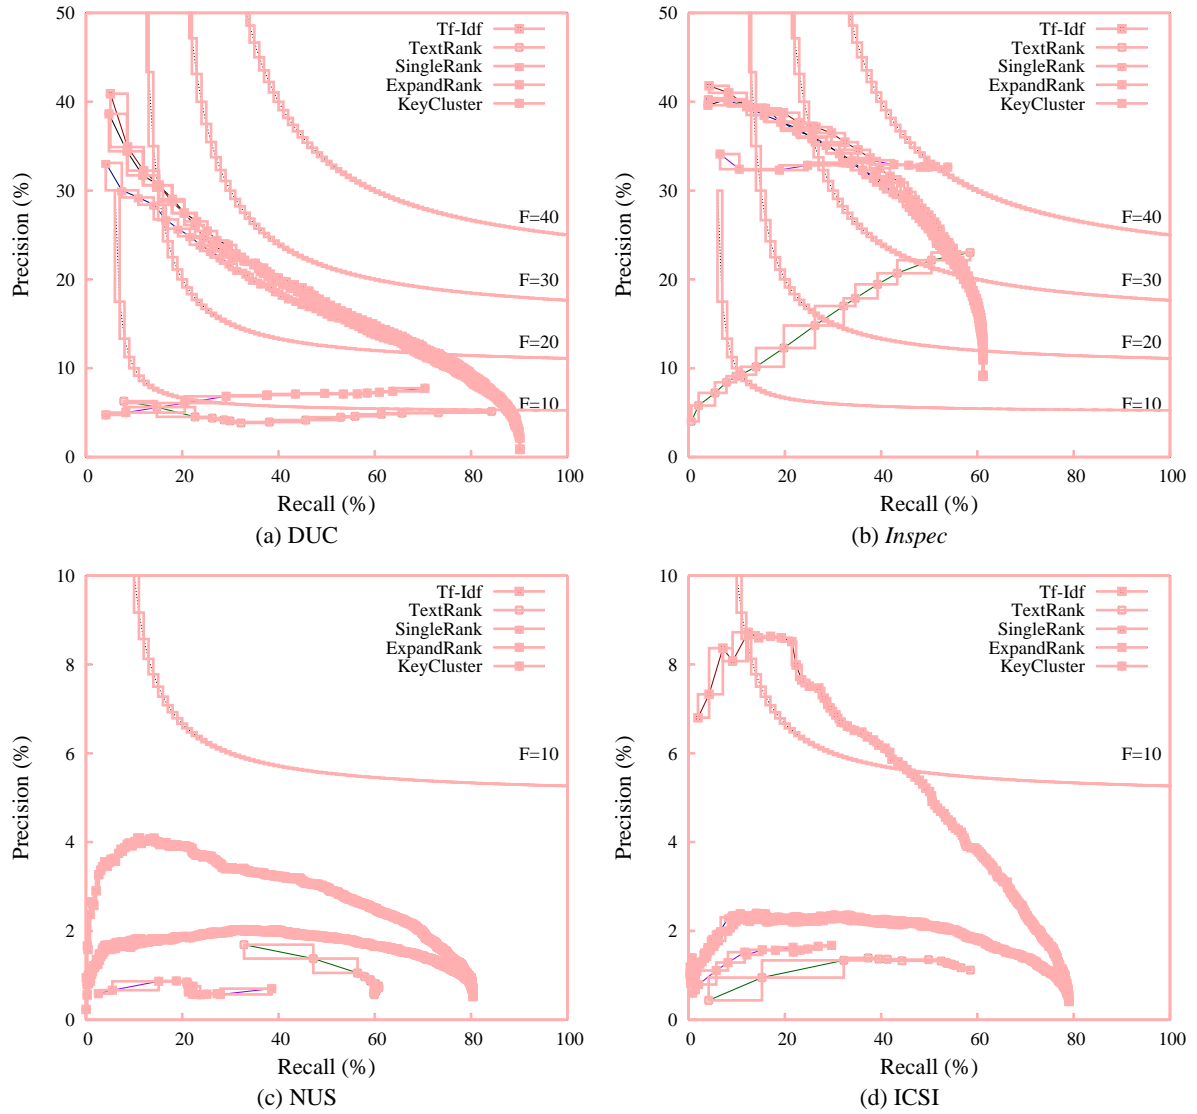 50
40
30
20
10
0
0 20 40 60 80 100
Precision (%)
Recall (%)
Tf-Idf
TextRank
SingleRank
ExpandRank
KeyCluster
F=40
F=30
F=20
F=10
(a) DUC
50
40
30
20
10
0
0 20 40 60 80 100
Precision (%)
Recall (%)
Tf-Idf
TextRank
SingleRank
ExpandRank
KeyCluster
F=40
F=30
F=20
F=10
(b) Inspec
10
8
6
4
2
0
0 20 40 60 80 100
Precision (%)
Recall (%)
Tf-Idf
TextRank
SingleRank
ExpandRank
KeyCluster
F=10
(c) NUS
10
8
6
4
2
0
0 20 40 60 80 100
Precision (%)
Recall (%)
Tf-Idf
TextRank
SingleRank
ExpandRank
KeyCluster
F=10
(d) ICSI